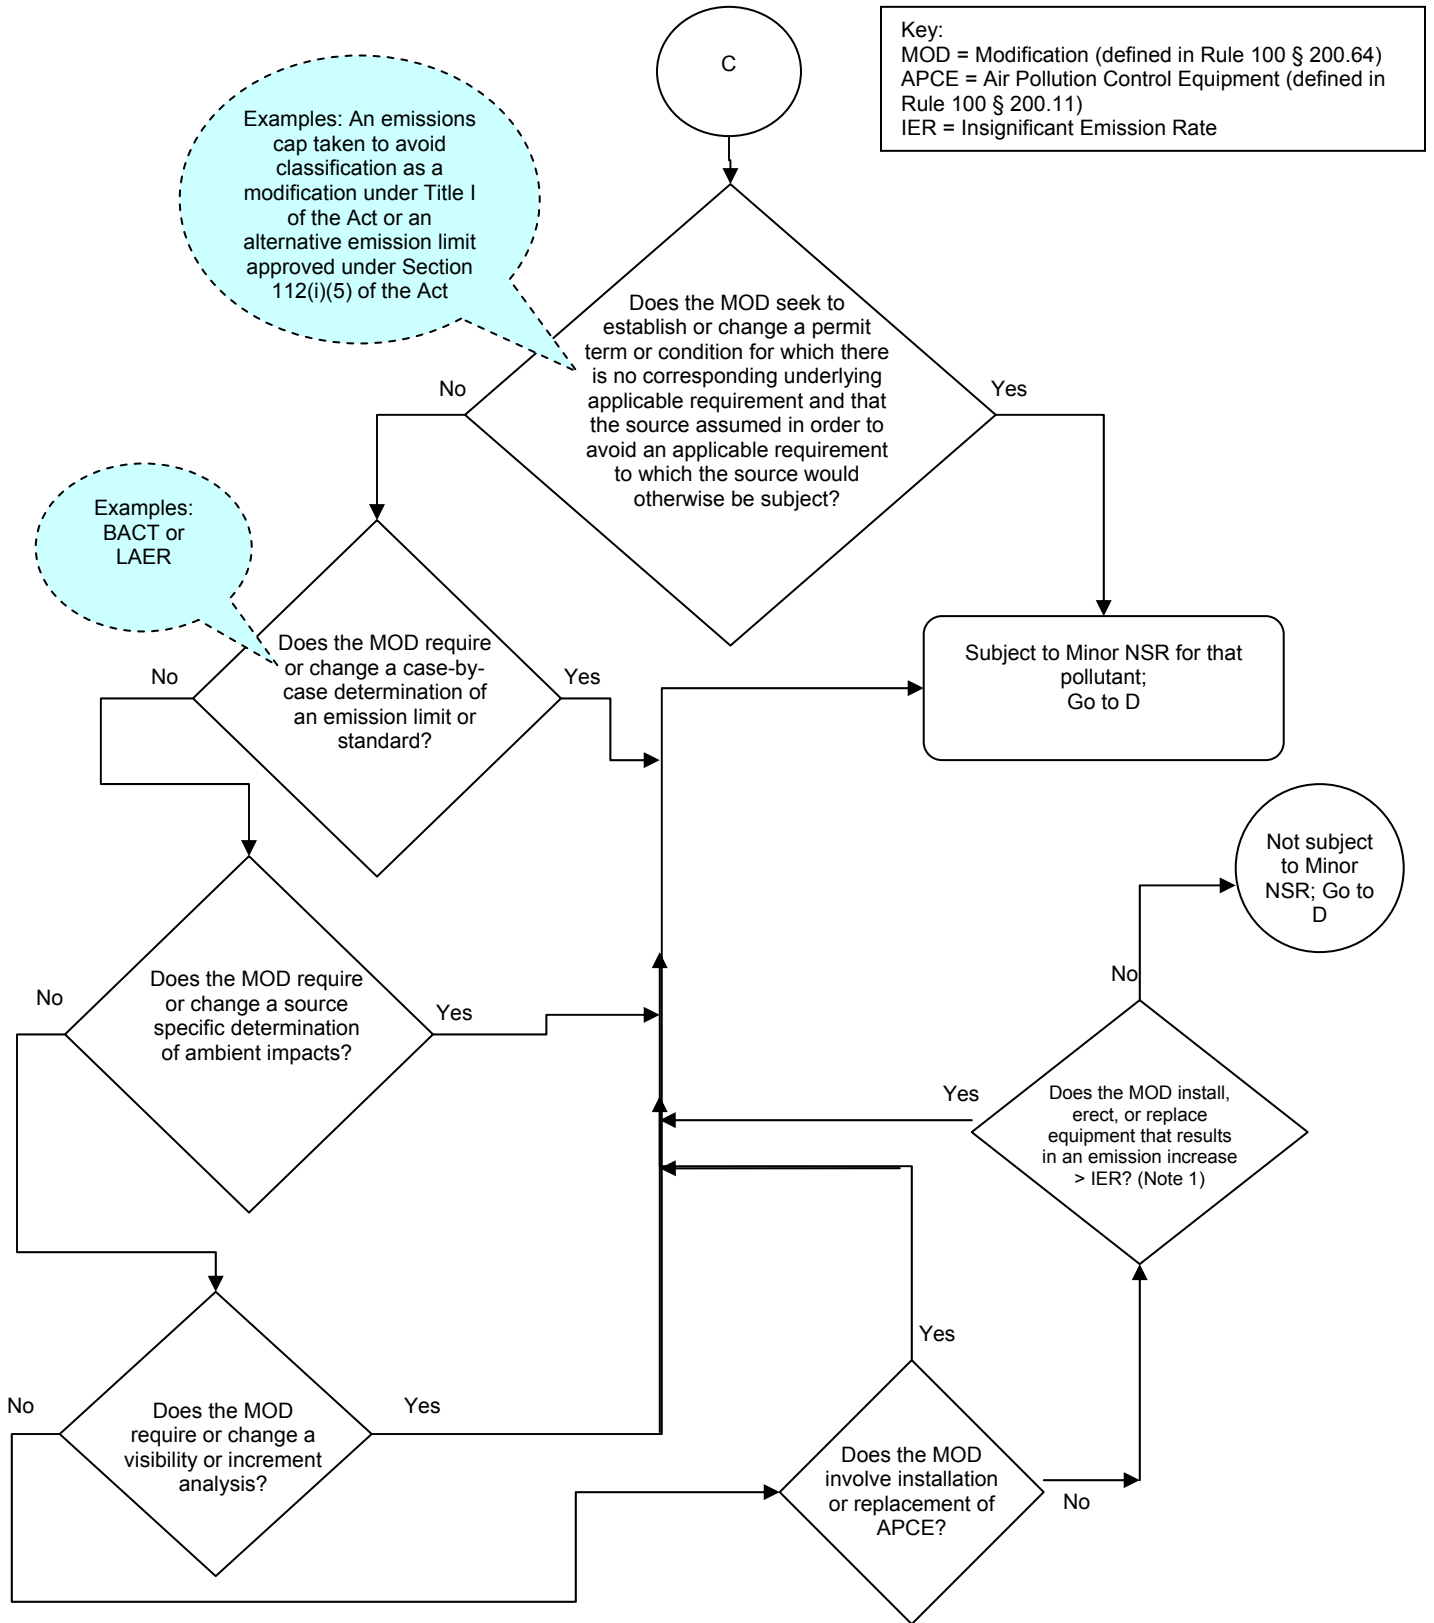 C
Key:
MOD = Modification (defined in Rule 100 § 200.64)
APCE = Air Pollution Control Equipment (defined in
Rule 100 § 200.11)
IER = Insignificant Emission Rate
Examples: An emissions
cap taken to avoid
classification as a
modification under Title I
of the Act or an
alternative emission limit
approved under Section
112(i)(5) of the Act
Does the MOD seek to
establish or change a permit
term or condition for which there
is no corresponding underlying
applicable requirement and that
the source assumed in order to
avoid an applicable requirement
to which the source would
otherwise be subject?
No
Yes
Examples:
BACT or
LAER
Does the MOD require
or change a case-by-
case determination of
an emission limit or
standard?
No
Yes
Subject to Minor NSR for that
pollutant;
Go to D
Not subject
to Minor
NSR; Go to
D
Does the MOD require
or change a source
specific determination
of ambient impacts?
No
Yes
No
Yes
Does the MOD install,
erect, or replace
equipment that results
in an emission increase
> IER? (Note 1)
Does the MOD
require or change a
visibility or increment
analysis?
No
Yes
Yes
Does the MOD
involve installation
or replacement of
APCE?
No